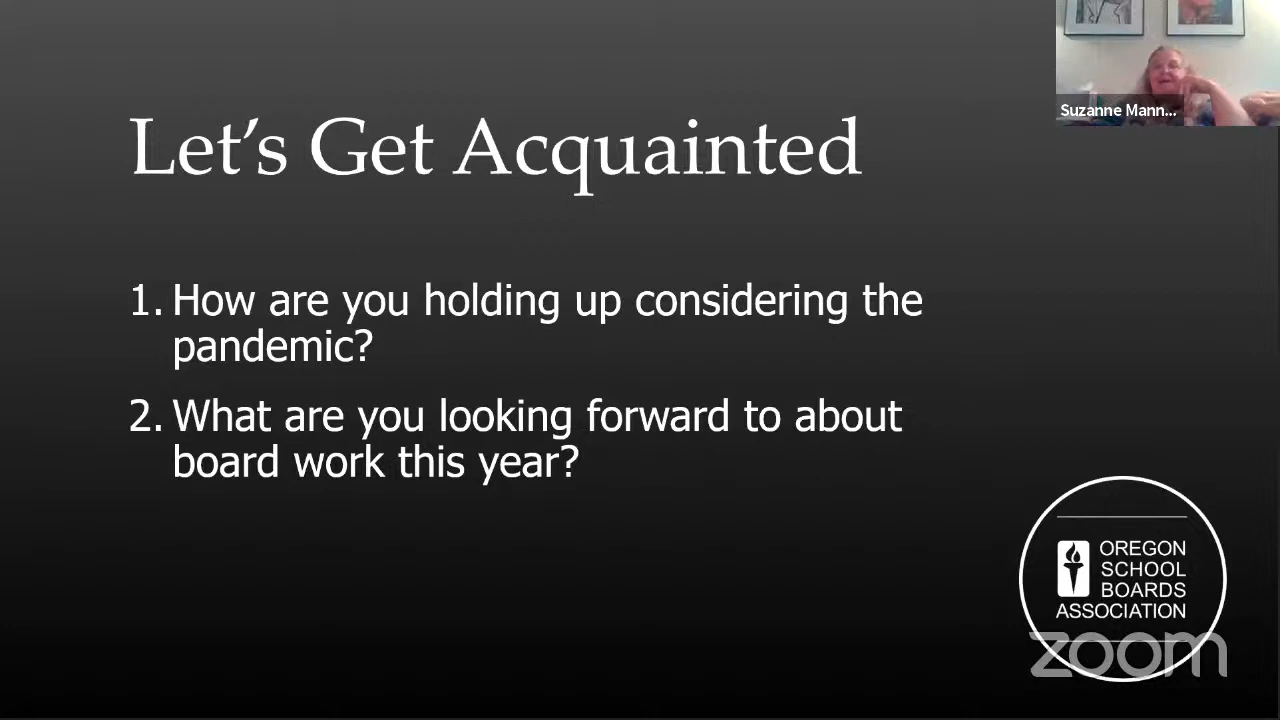 Suzanne Mann...
Let's Get Acquainted
1. How are you holding up considering the
pandemic?
2. What are you looking forward to about
board work this year?
OREGON
SCHOOL
BOARDS
ASSOCIATION
zoom